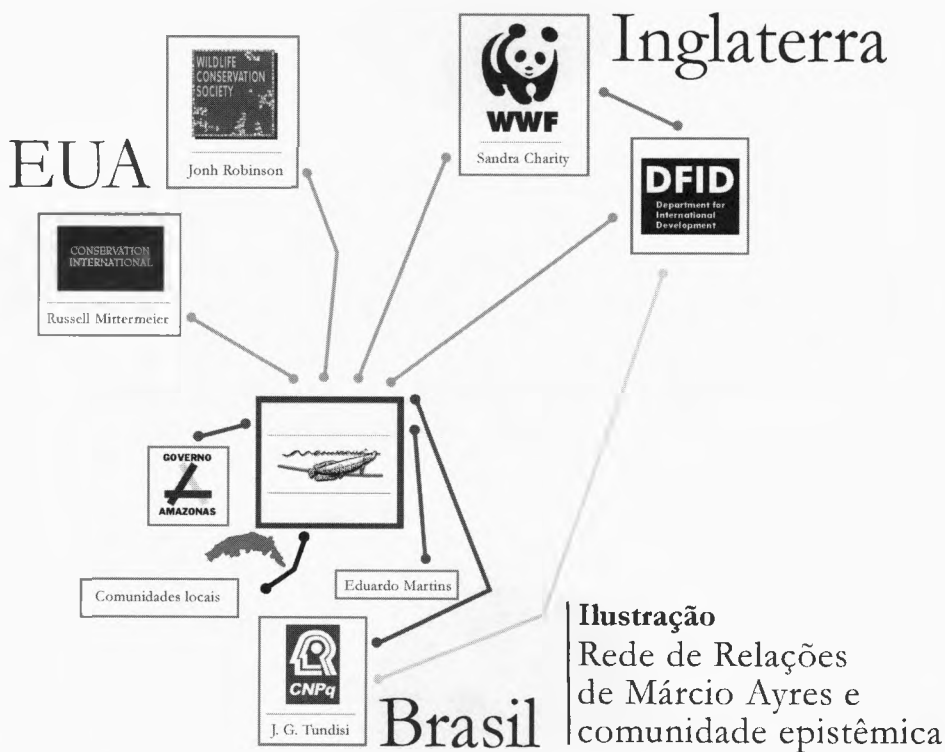 Inglaterra
WILDLIFE
CONSERVATION
SOCIETY
Jonh Robinson
WWF
Sandra Charity
EUA
DFID
Department for
International
Development
CONSERVATION
INTERNATIONAL
Russell Mirtermeier
GOVERNO
AMAZONAS
Comunidades locais
Eduardo Martins
CNPq
J. G. Tundisi
Brasil
Ilustração
Rede de Relações
de Márcio Ayres e
comunidade epistêmica